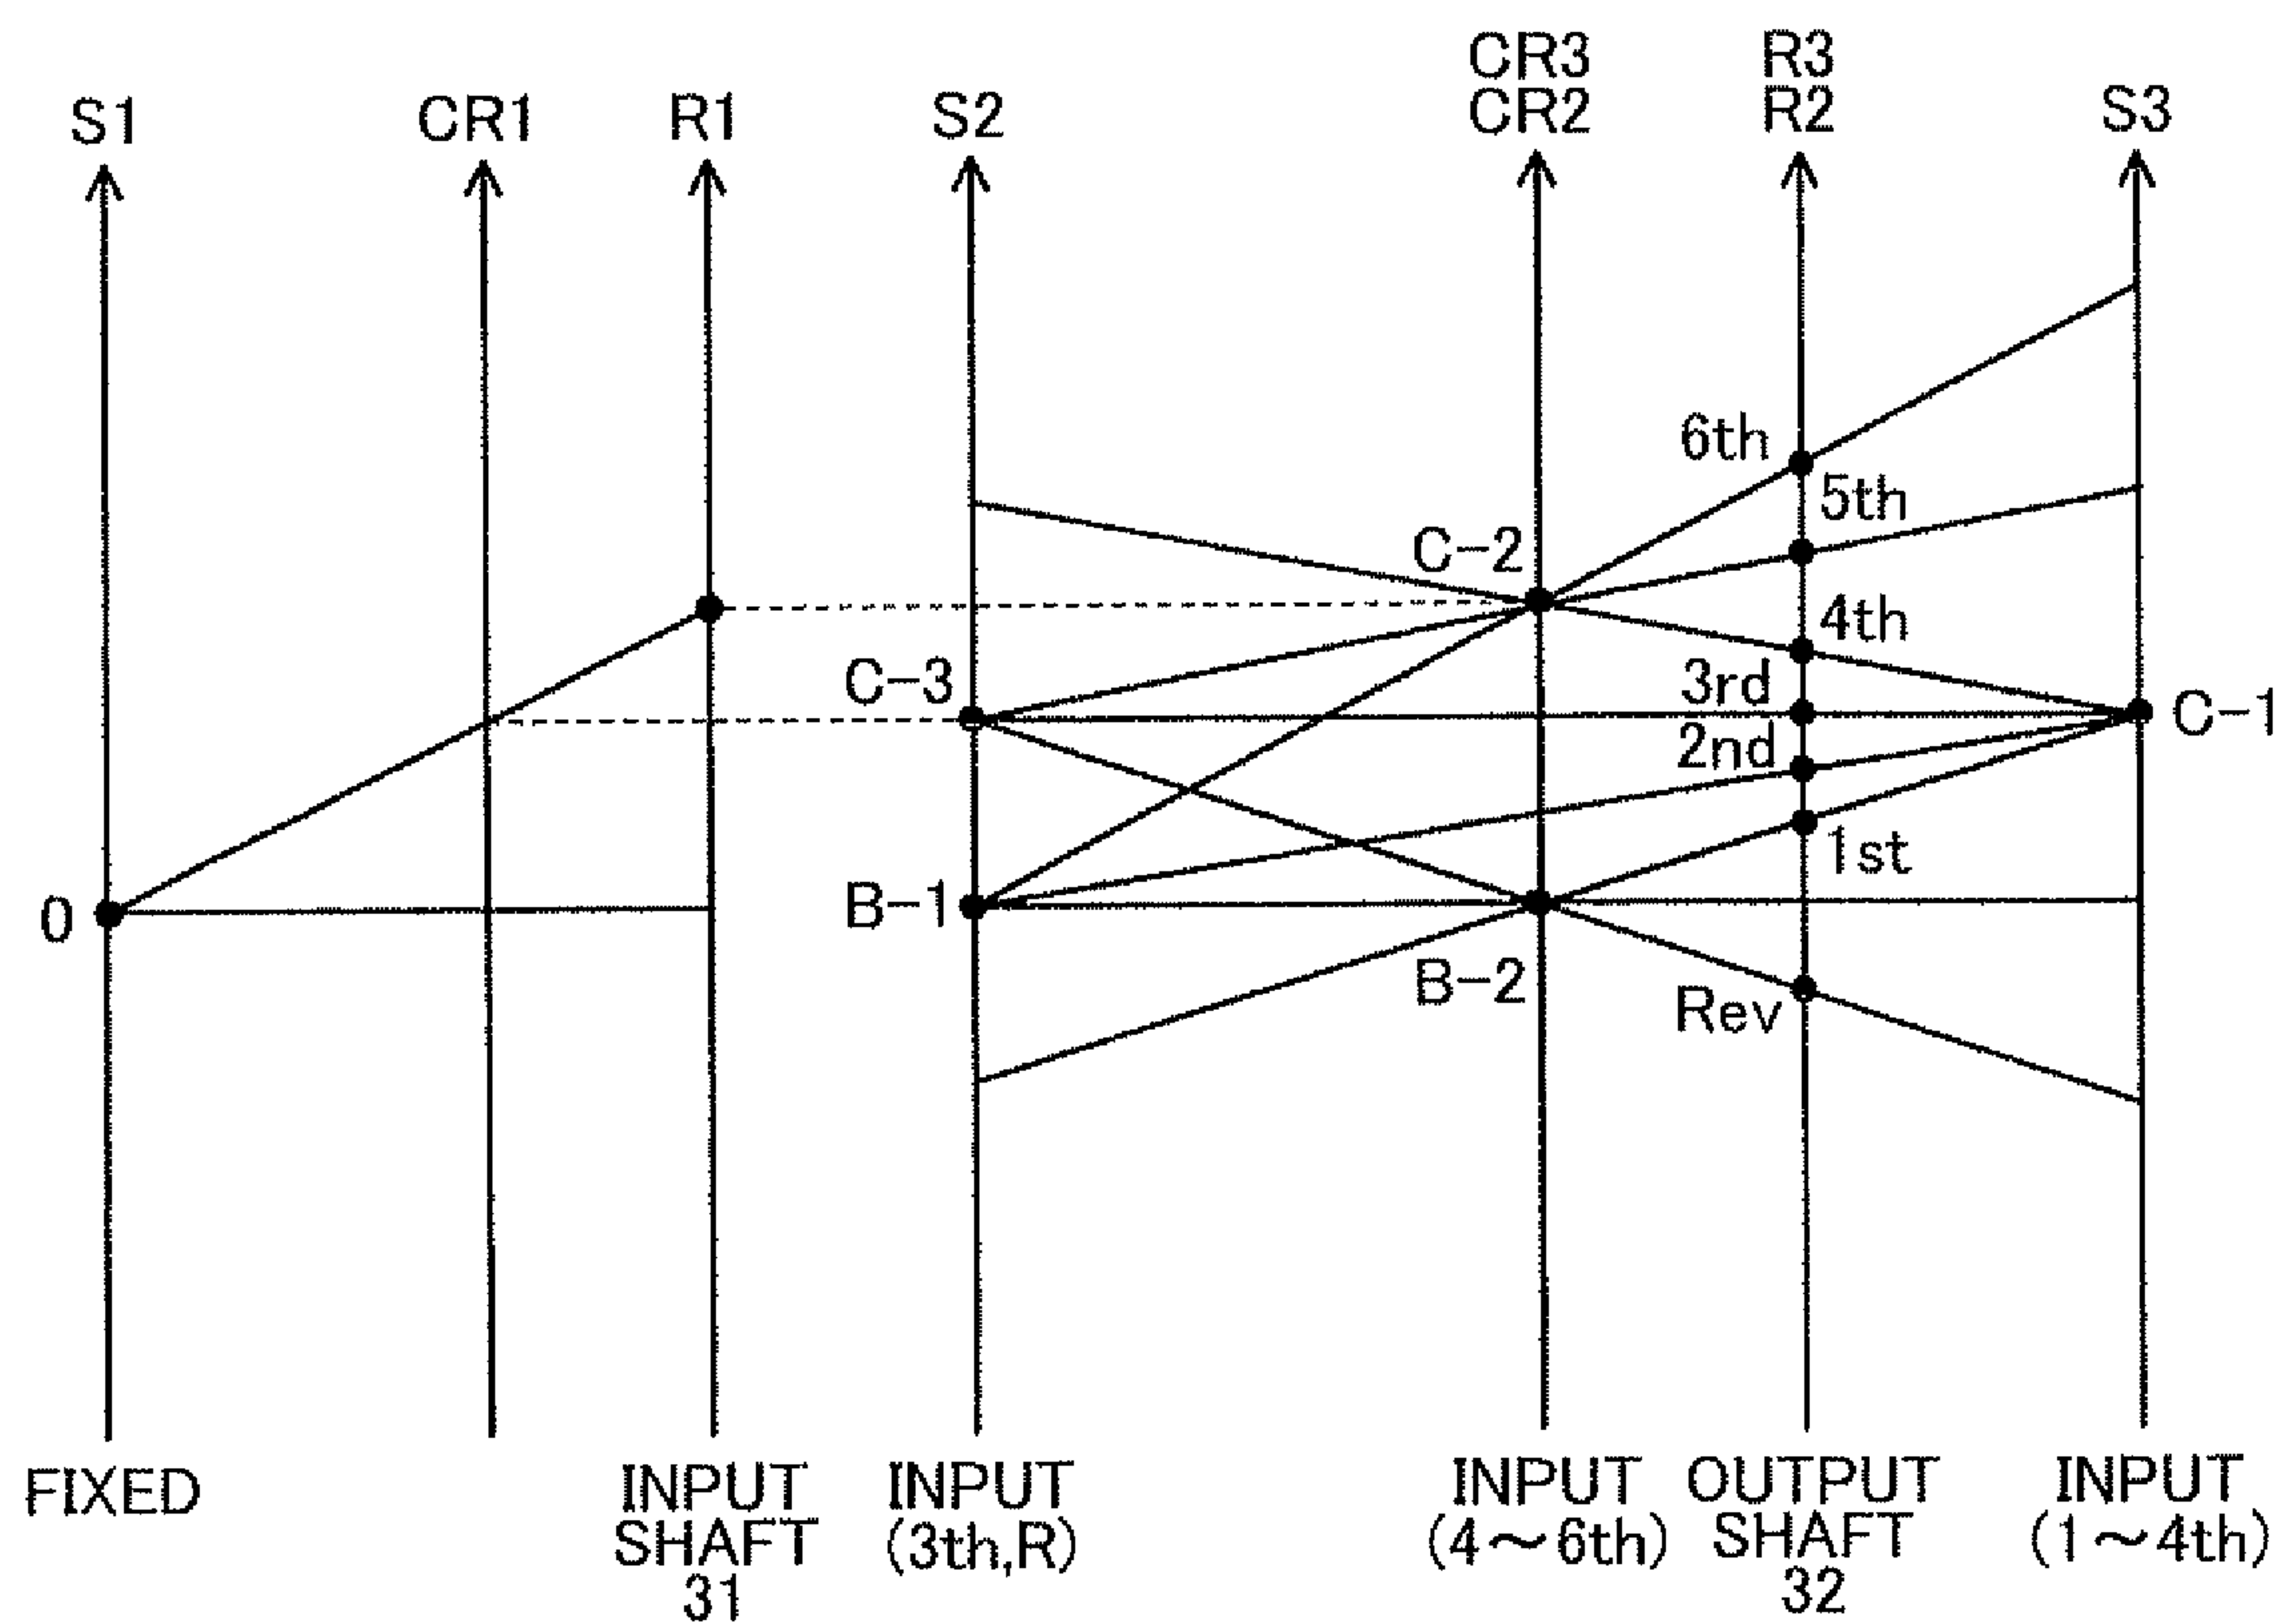 S1
CR1
R1
S2
CR3
CR2
R3
R2
S3
6th
5th
C-2
4th
C-3
3rd
C-1
2nd
1st
0
B-1
B-2
Rev
FIXED
INPUT
SHAFT
31
INPUT
(3th,R)
INPUT
(4～6th)
OUTPUT
SHAFT
32
INPUT
(1～4th)